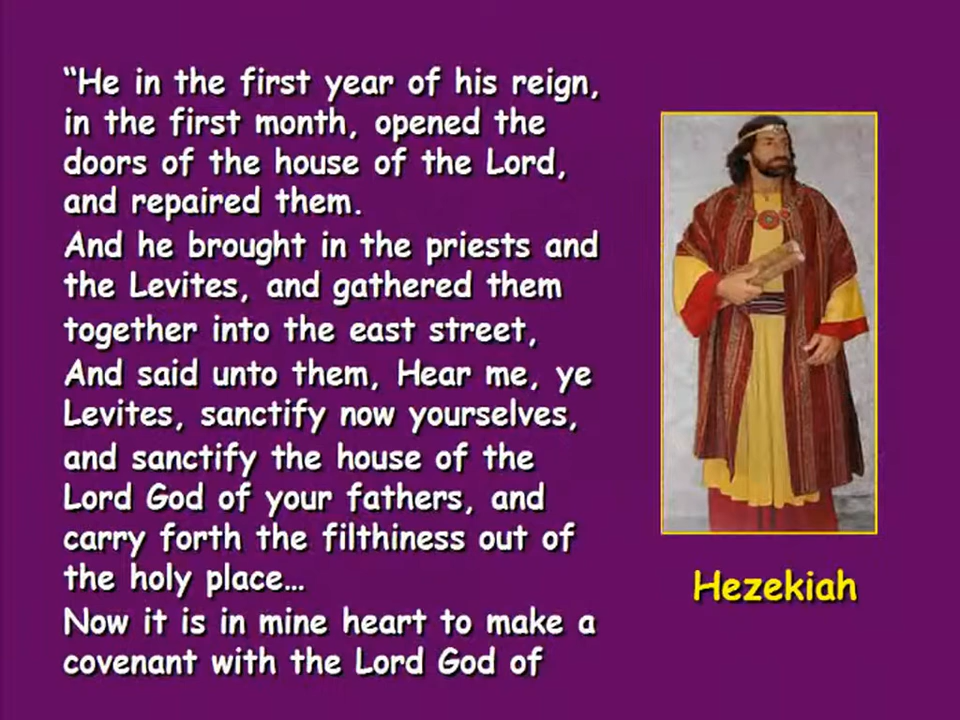 “He in the first year of his reign,
in the first month, opened the
doors of the house of the Lord,
and repaired them.
And he brought in the priests and
the Levites, and gathered them
together into the east street,
And said unto them, Hear me, ye
Levites, sanctify now yourselves,
and sanctify the house of the
Lord God of your fathers, and
carry forth the filthiness out of
the holy place…
Now it is in mine heart to make a
covenant with the Lord God of
Hezekiah